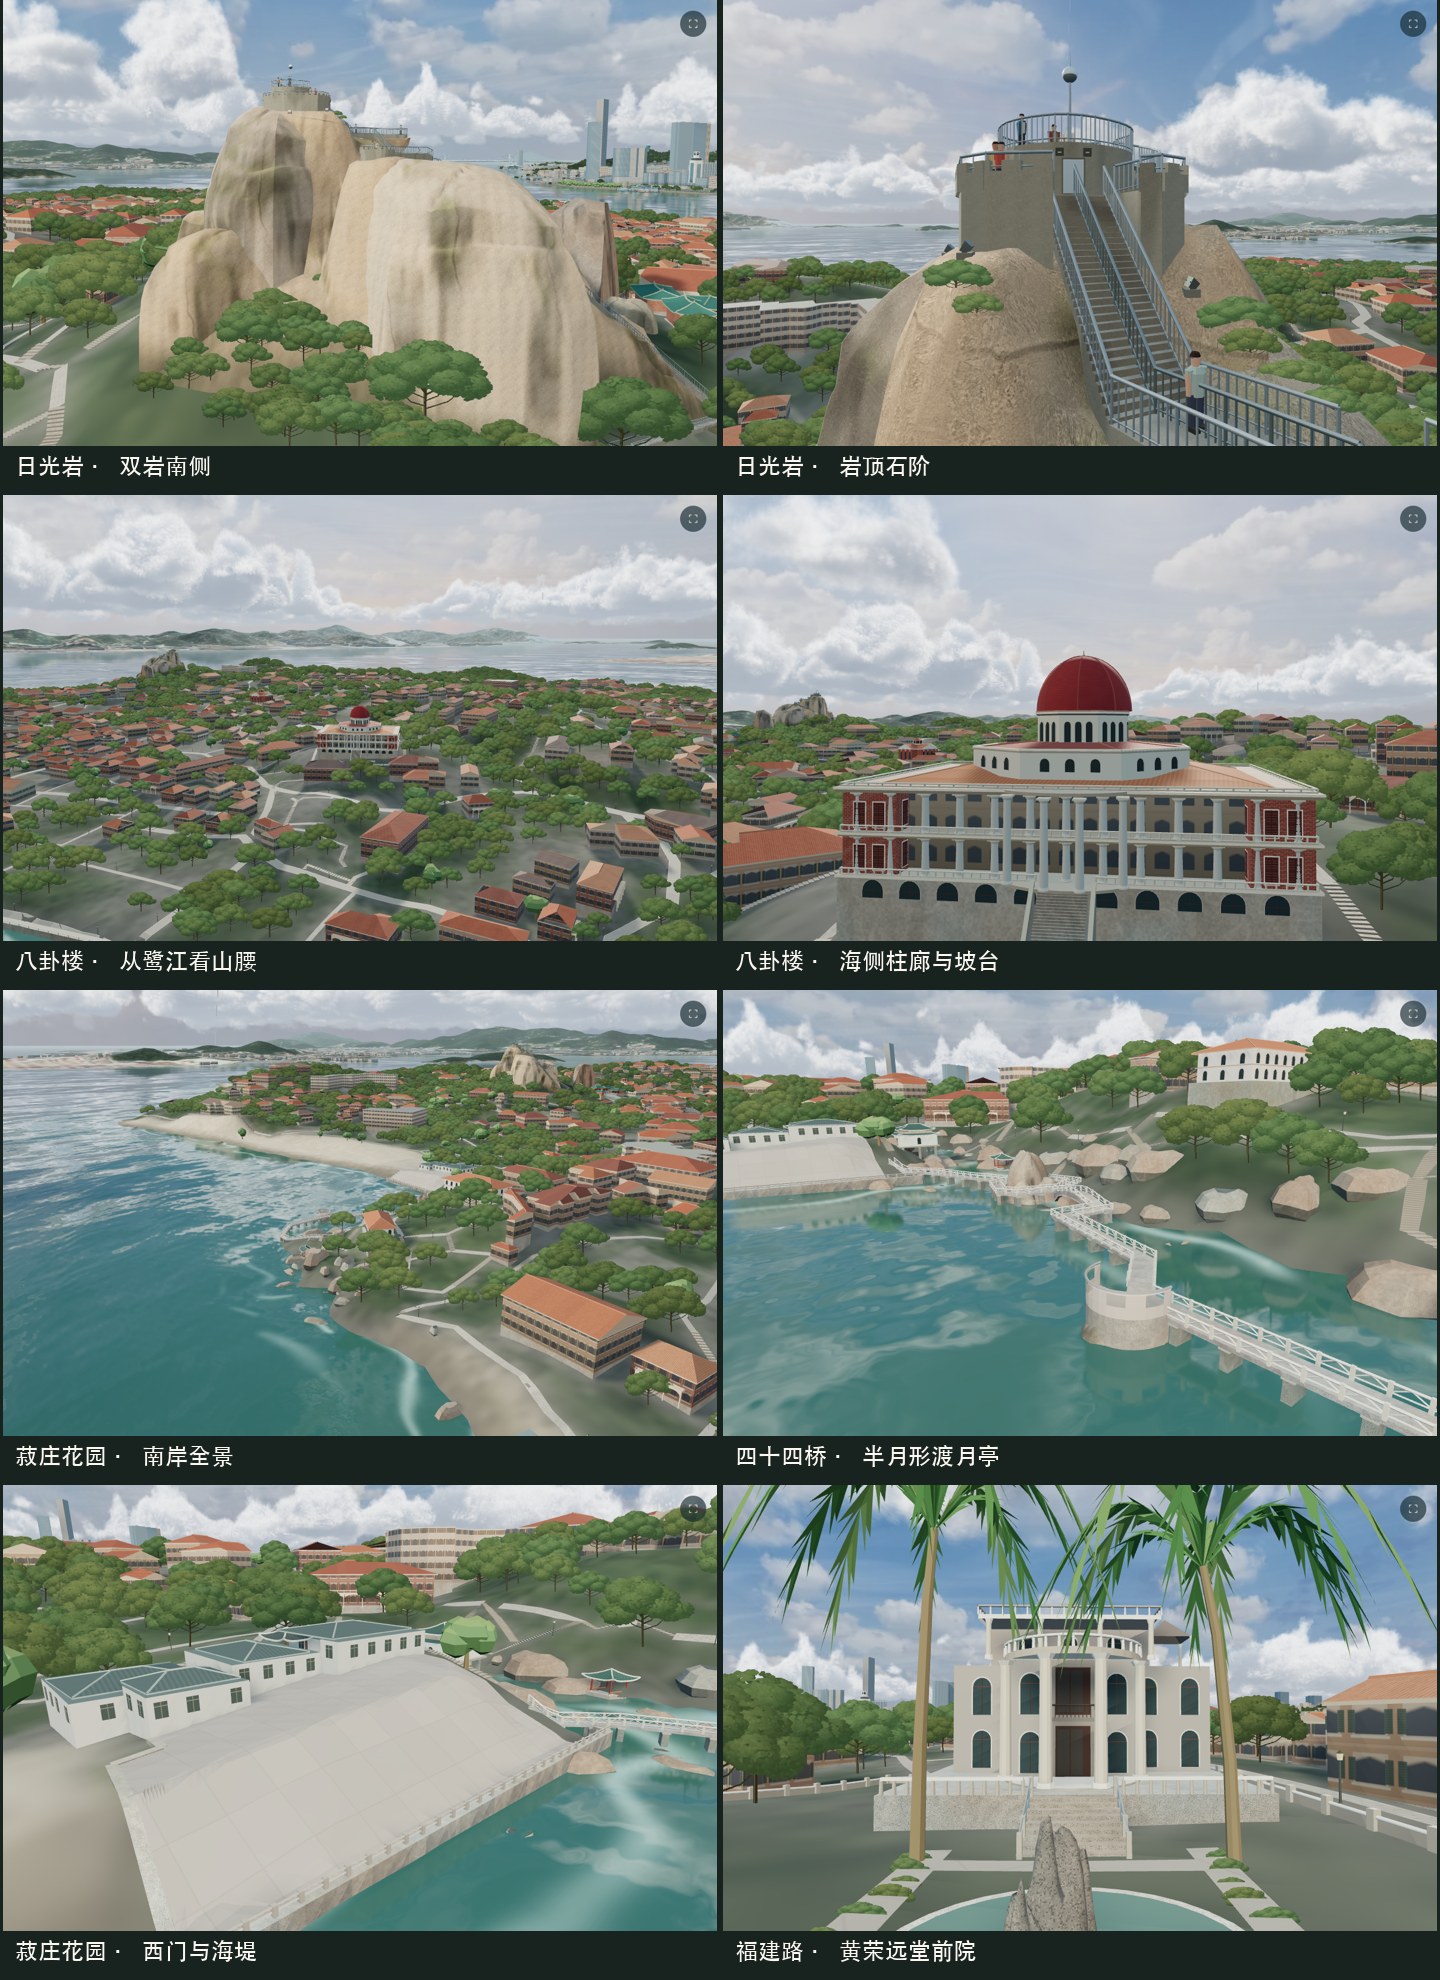 日光岩 · 双岩南侧
日光岩 · 岩顶石阶
八卦楼 · 从鹭江看山腰
八卦楼 · 海侧柱廊与坡台
菽庄花园 · 南岸全景
四十四桥 · 半月形渡月亭
菽庄花园 · 西门与海堤
福建路 · 黄荣远堂前院